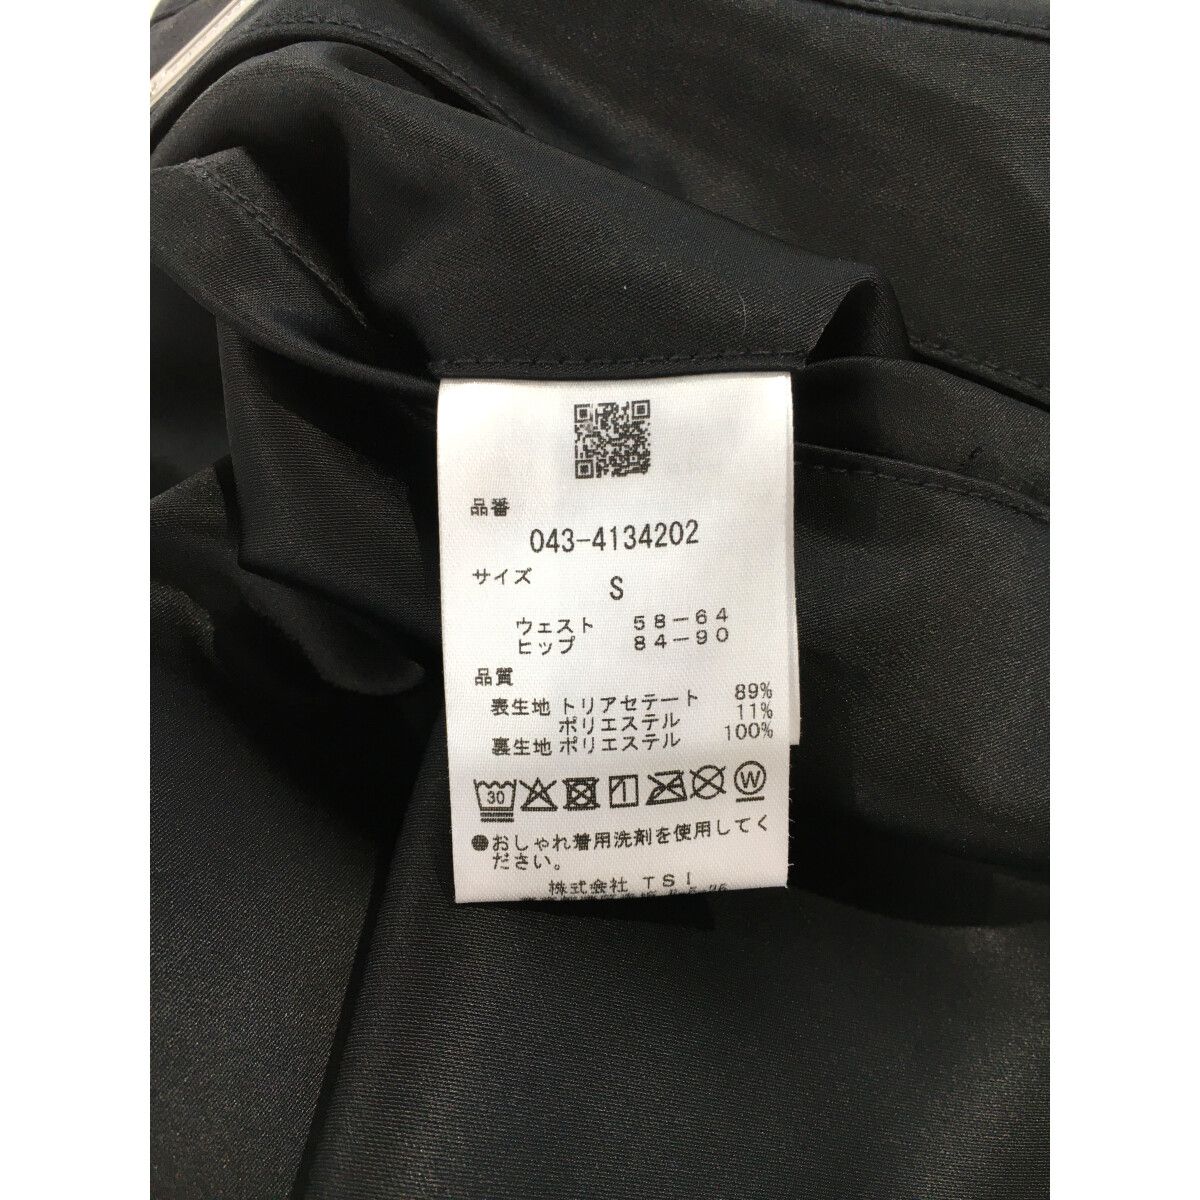 品番
043-4134202
サイズ
S
ウェスト 58-64
ヒップ 84-90
品質
表生地 トリアセテート 89%
ポリエステル 11%
裏生地 ポリエステル 100%
30 W
●おしゃれ着用洗剤を使用してく
ださい。
株式会社 TSI